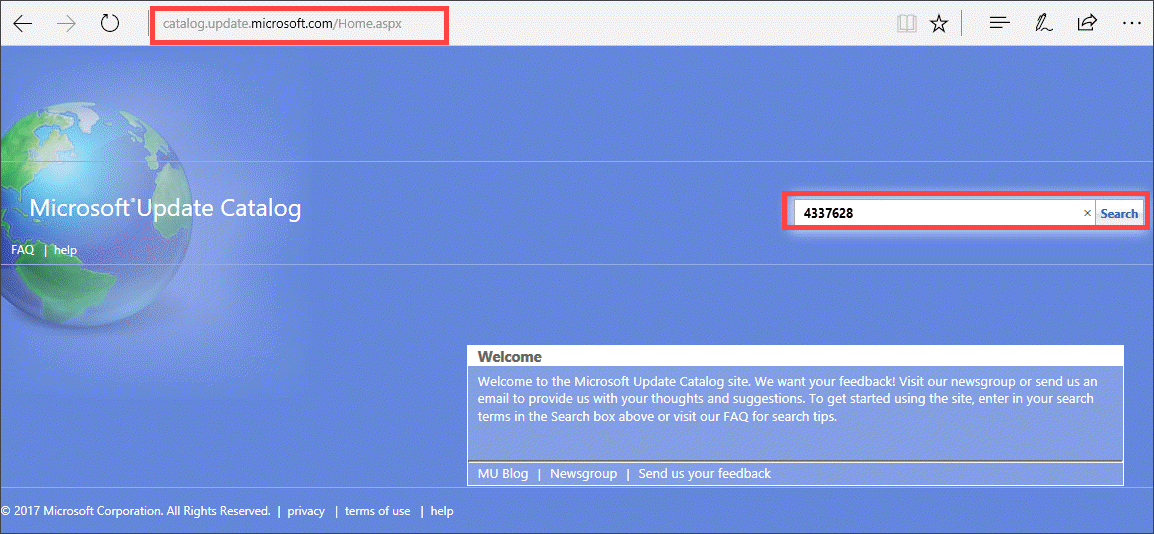 catalog.update.microsoft.com/Home.aspx
Microsoft®Update Catalog
4337628 × Search
FAQ | help
Welcome
Welcome to the Microsoft Update Catalog site. We want your feedback! Visit our newsgroup or send us an
email to provide us with your thoughts and suggestions. To get started using the site, enter in your search
terms in the Search box above or visit our FAQ for search tips.
MU Blog | Newsgroup | Send us your feedback
© 2017 Microsoft Corporation. All Rights Reserved. | privacy | terms of use | help